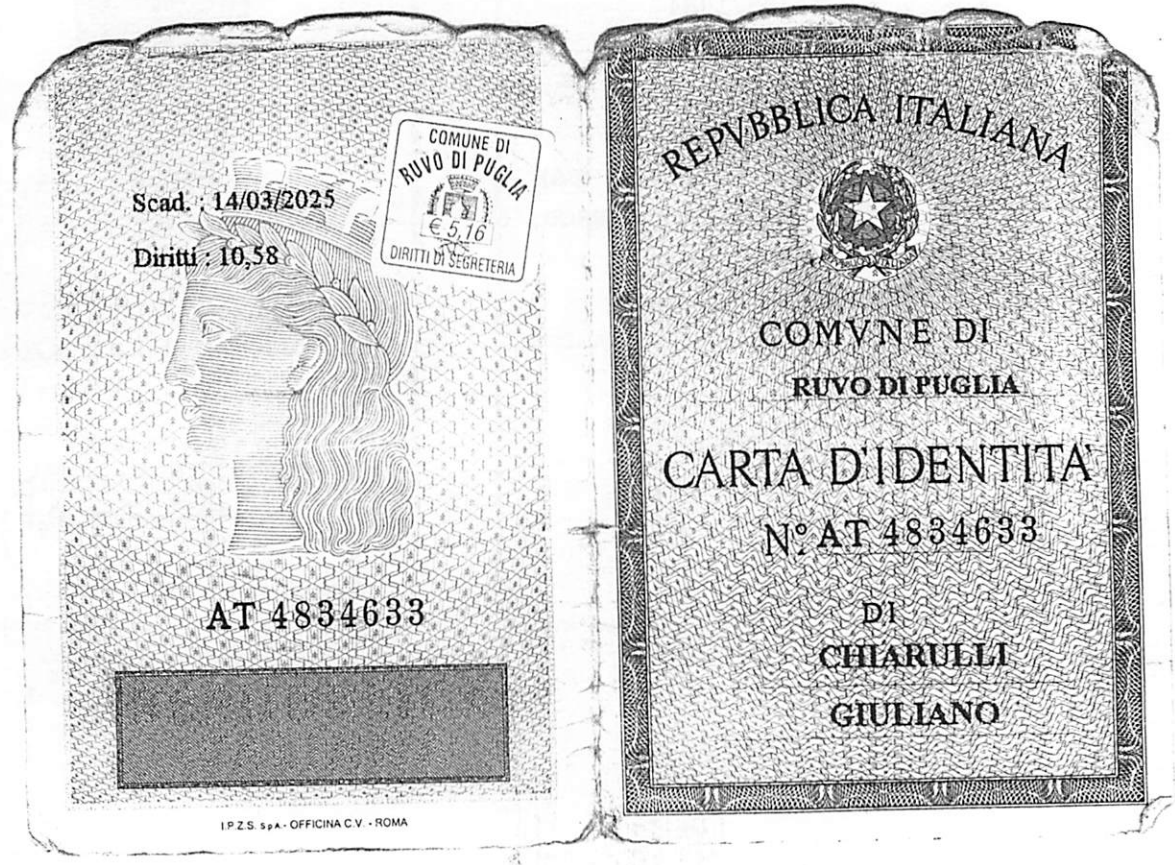 Scad. : 14/03/2025
Diritti : 10,58
COMUNE DI
RUVO DI PUGLIA
€ 5,16
DIRITTI DI SEGRETERIA
AT 4834633
I.P.Z.S. S.p.A. - OFFICINA C.V. - ROMA
REPVBBLICA ITALIANA
COMVNE DI
RUVO DI PUGLIA
CARTA D'IDENTITA'
N° AT 4834633
DI
CHIARULLI
GIULIANO